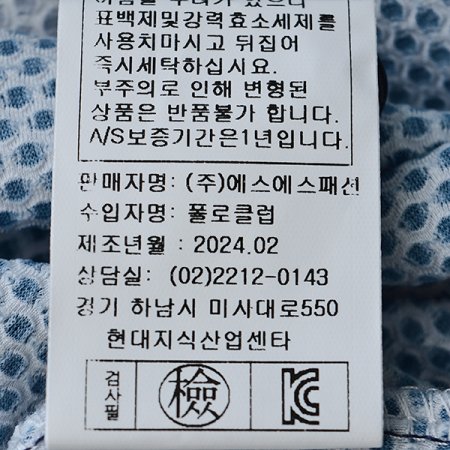 표백제및강력효소세제를
사용치마시고 뒤집어
즉시세탁하십시요.
부주의로 인해 변형된
상품은 반품불가 합니다.
A/S보증기간은1년입니다.
판매자명: (주)에스에스패션
수입자명: 폴로클럽
제조년월 : 2024.02
상담실: (02)2212-0143
경기 하남시 미사대로550
현대지식산업센타
검사필 檢 KC